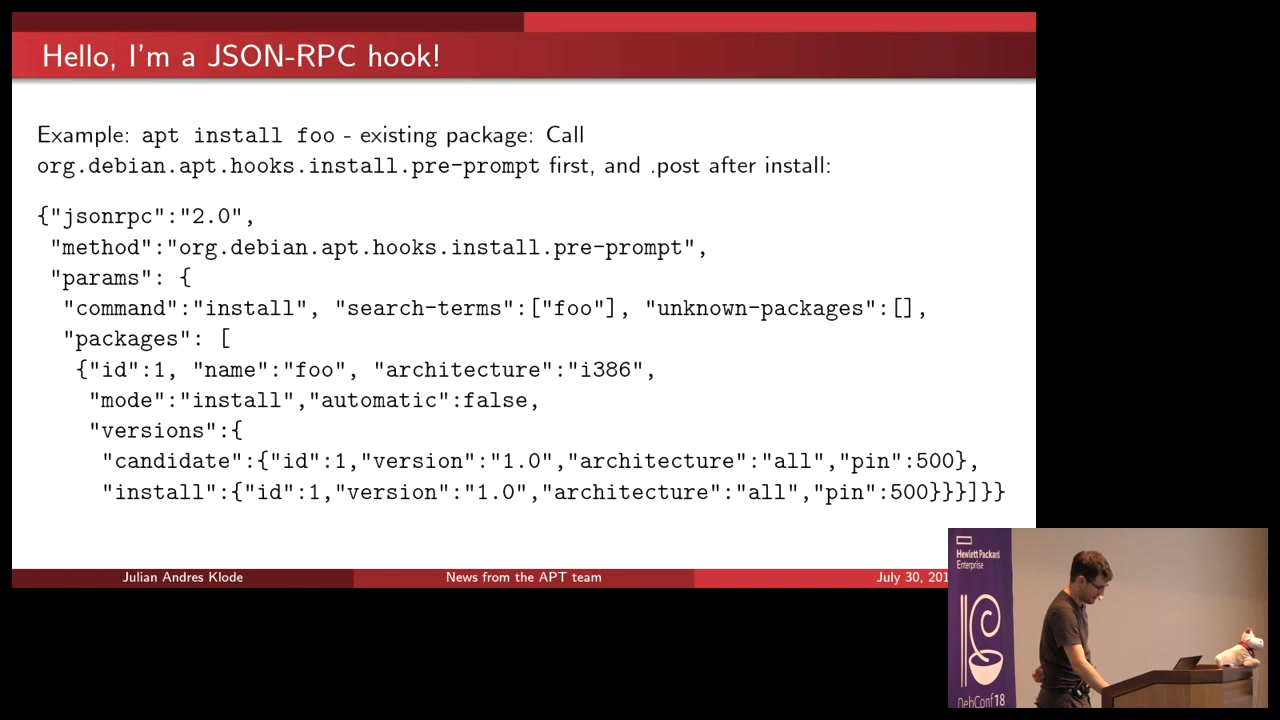 Hello, I'm a JSON-RPC hook!
Example: apt install foo - existing package: Call
org.debian.apt.hooks.install.pre-prompt first, and .post after install:
{"jsonrpc":"2.0",
"method":"org.debian.apt.hooks.install.pre-prompt",
"params": {
"command":"install", "search-terms":["foo"], "unknown-packages":[],
"packages": [
{"id":1, "name":"foo", "architecture":"i386",
"mode":"install","automatic":false,
"versions":{
"candidate":{"id":1,"version":"1.0","architecture":"all","pin":500},
"install":{"id":1,"version":"1.0","architecture":"all","pin":500}}}]}}
Julian Andres Klode News from the APT team July 30, 201
Hewlett Packard
Enterprise
DebConf18